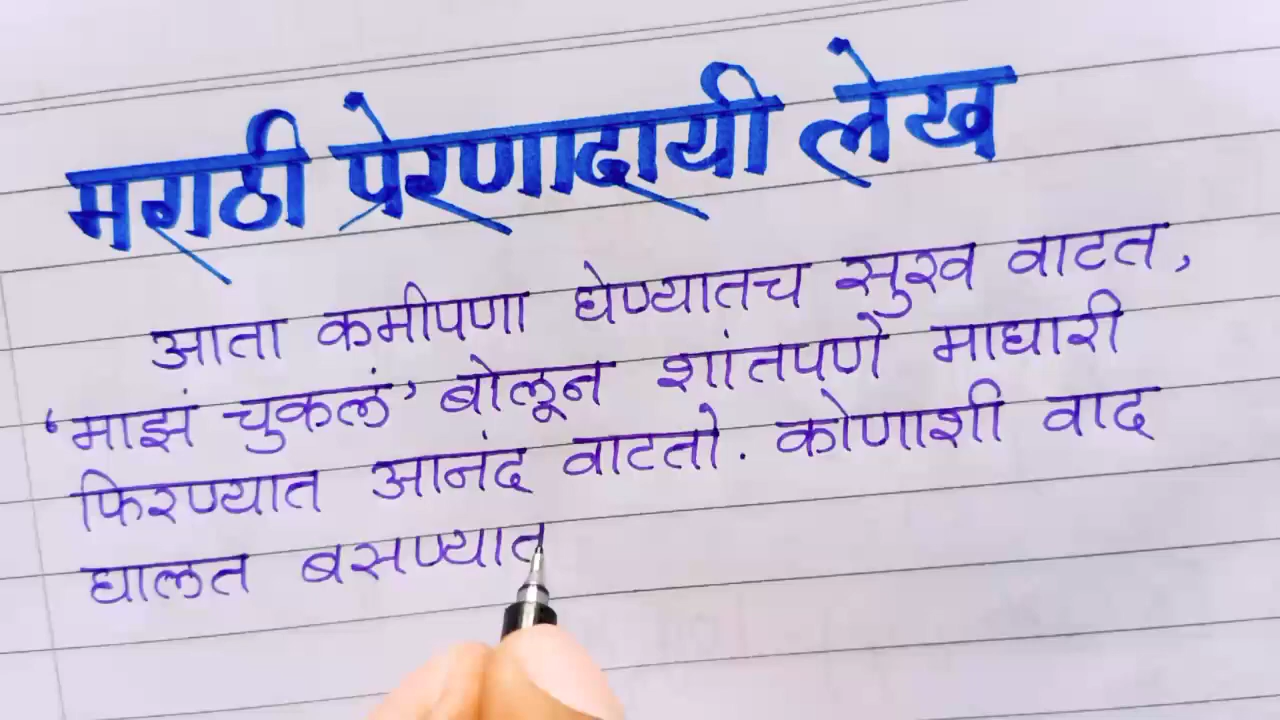 मराठी प्रेरणादायी लेख
आता कमीपणा घेण्यातच सुख वाटत,
‘माझं चुकलं’ बोलून शांतपणे माघारी
फिरण्यात आनंद वाटतो. कोणाशी वाद
घालत बसण्यात